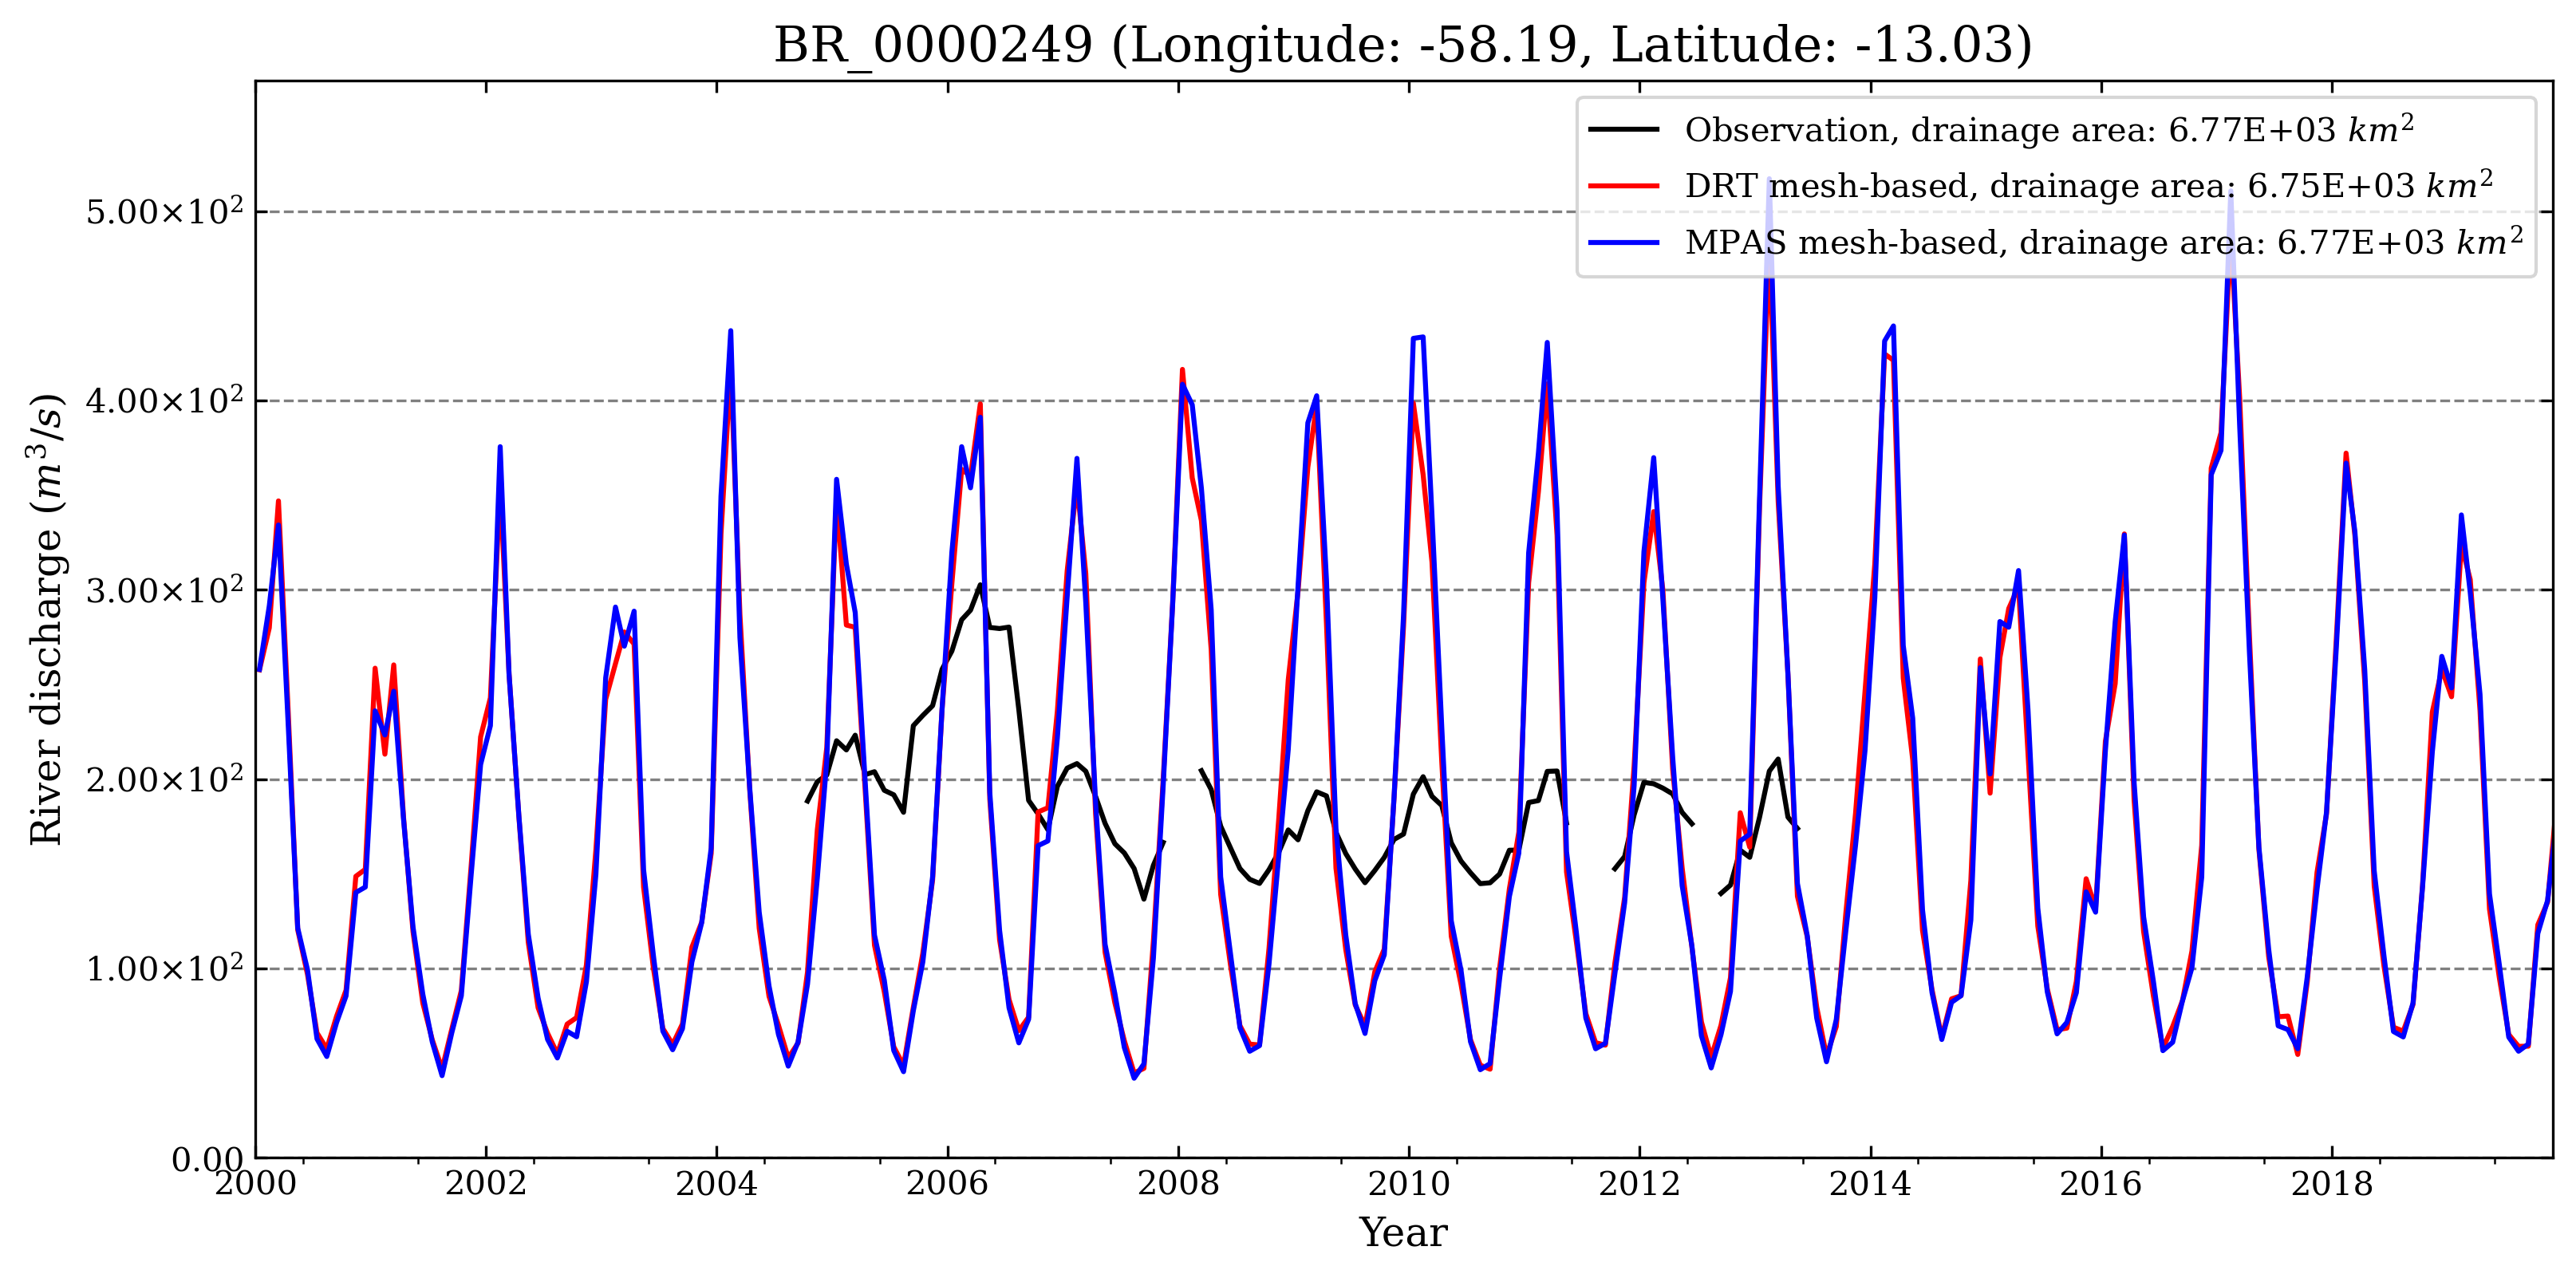 BR_0000249 (Longitude: -58.19, Latitude: -13.03)
Observation, drainage area: 6.77E+03 km²
DRT mesh-based, drainage area: 6.75E+03 km²
MPAS mesh-based, drainage area: 6.77E+03 km²
River discharge (m³/s)
5.00×10²
4.00×10²
3.00×10²
2.00×10²
1.00×10²
0.00
2000 2002 2004 2006 2008 2010 2012 2014 2016 2018
Year